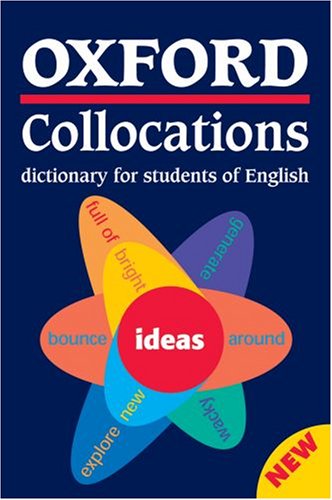 OXFORD
Collocations
dictionary for students of English
full of
bright
generate
bounce
ideas
around
explore
new
wacky
NEW